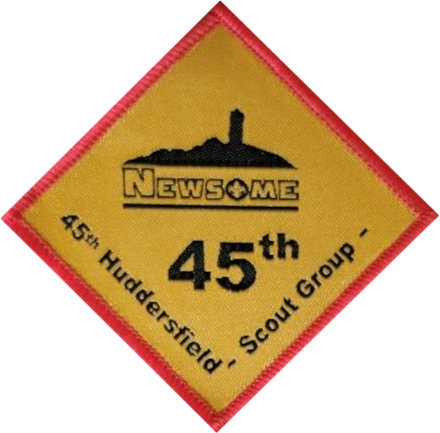 NEWSOME
45th
45th Huddersfield - Scout Group -